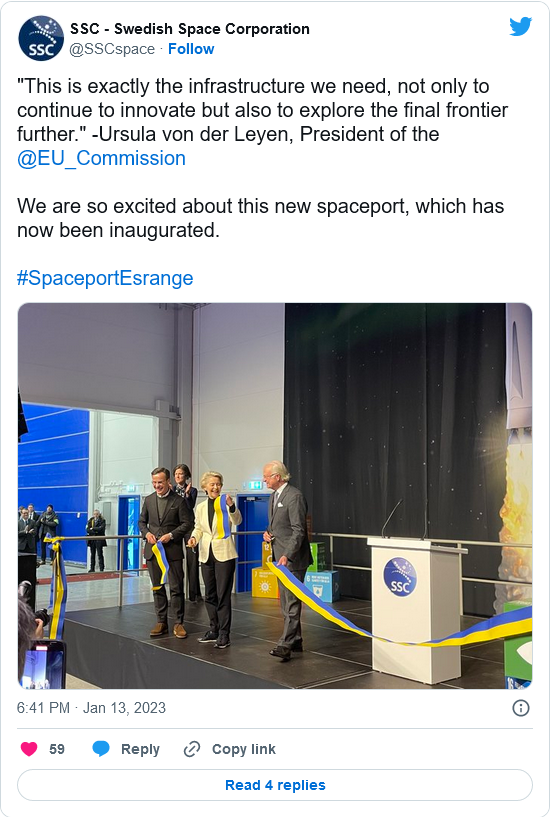 SSC - Swedish Space Corporation
@SSCspace · Follow
SSC
"This is exactly the infrastructure we need, not only to
continue to innovate but also to explore the final frontier
further." -Ursula von der Leyen, President of the
@EU_Commission
We are so excited about this new spaceport, which has
now been inaugurated.
#SpaceportEsrange
SSC
6:41 PM · Jan 13, 2023
59 Reply Copy link
Read 4 replies